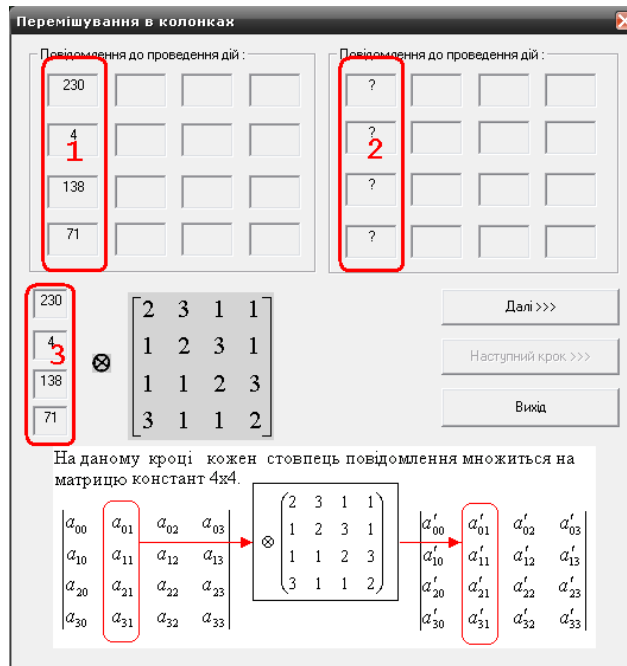 Перемішування в колонках
Повідомлення до проведення дій :
Повідомлення до проведення дій :
230
?
4
?
1
2
138
?
71
?
230
4
3
138
71
⊗
2 3 1 1
1 2 3 1
1 1 2 3
3 1 1 2
Далі >>>
Наступний крок >>>
Вихід
На даному кроці кожен стовпець повідомлення множиться на
матрицю констант 4x4.
a00 a01 a02 a03
a10 a11 a12 a13
a20 a21 a22 a23
a30 a31 a32 a33
⊗
2 3 1 1
1 2 3 1
1 1 2 3
3 1 1 2
a'00 a'01 a'02 a'03
a'10 a'11 a'12 a'13
a'20 a'21 a'22 a'23
a'30 a'31 a'32 a'33